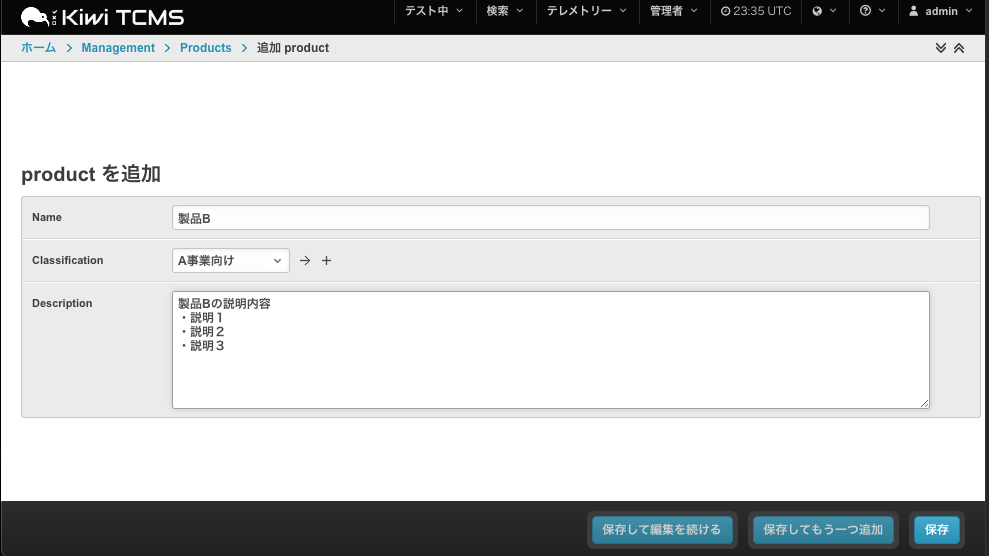 Kiwi TCMS
テスト中 検索 テレメトリー 管理者 23:35 UTC admin
ホーム > Management > Products > 追加 product
product を追加
Name 製品B
Classification A事業向け
Description 製品Bの説明内容
・説明１
・説明２
・説明３
保存して編集を続ける 保存してもう一つ追加 保存